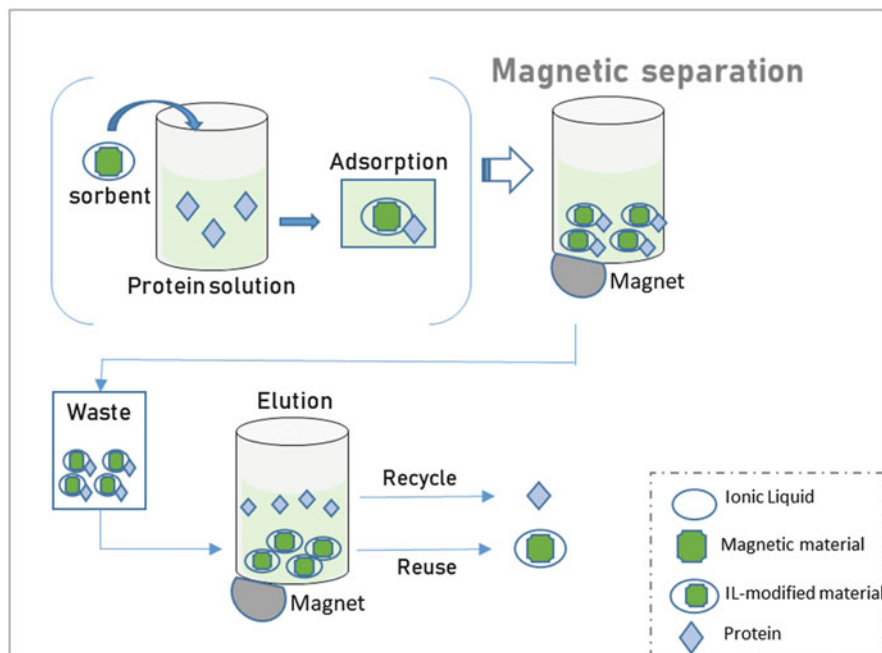 Magnetic separation
sorbent
Protein solution
Adsorption
Magnet
Waste
Elution
Recycle
Reuse
Magnet
Ionic Liquid
Magnetic material
IL-modified material
Protein